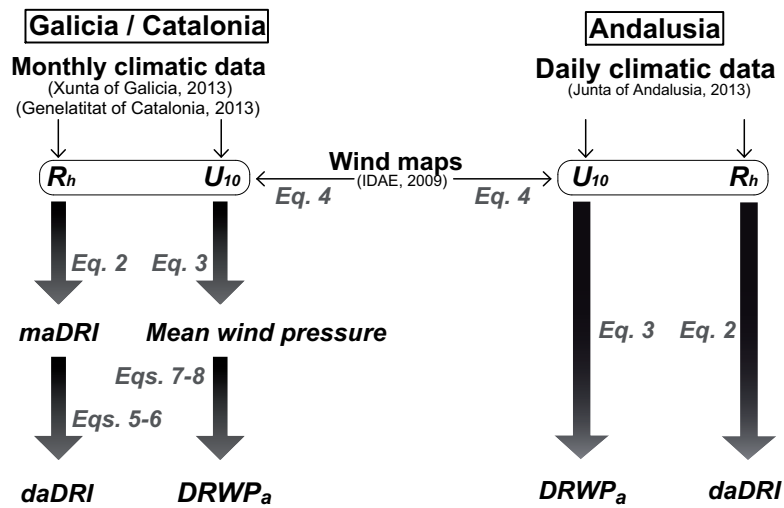 Galicia / Catalonia
Monthly climatic data
(Xunta of Galicia, 2013)
(Genelatitat of Catalonia, 2013)
Rh
U10
Eq. 2
Eq. 3
maDRI
Mean wind pressure
Eqs. 7-8
Eqs. 5-6
daDRI
DRWPa
Wind maps
(IDAE, 2009)
Eq. 4
Eq. 4
Andalusia
Daily climatic data
(Junta of Andalusia, 2013)
U10
Rh
Eq. 3
Eq. 2
DRWPa
daDRI